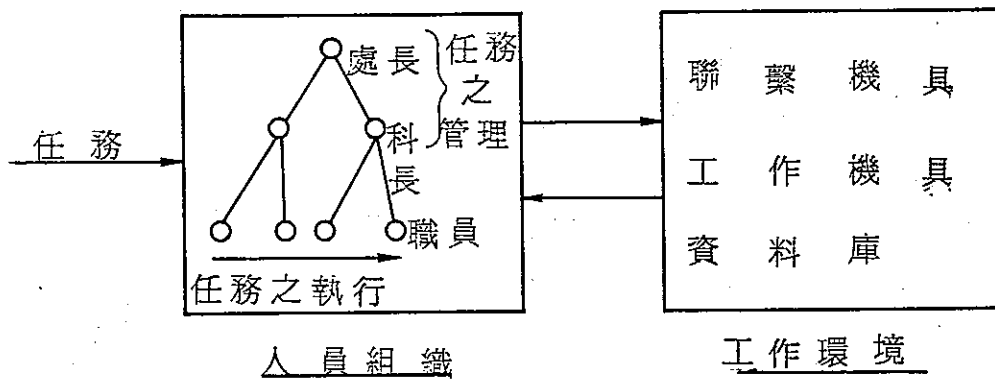 任務
處長
任務
之
管理
科長
職員
任務之執行
人員組織
聯繫機具
工作機具
資料庫
工作環境